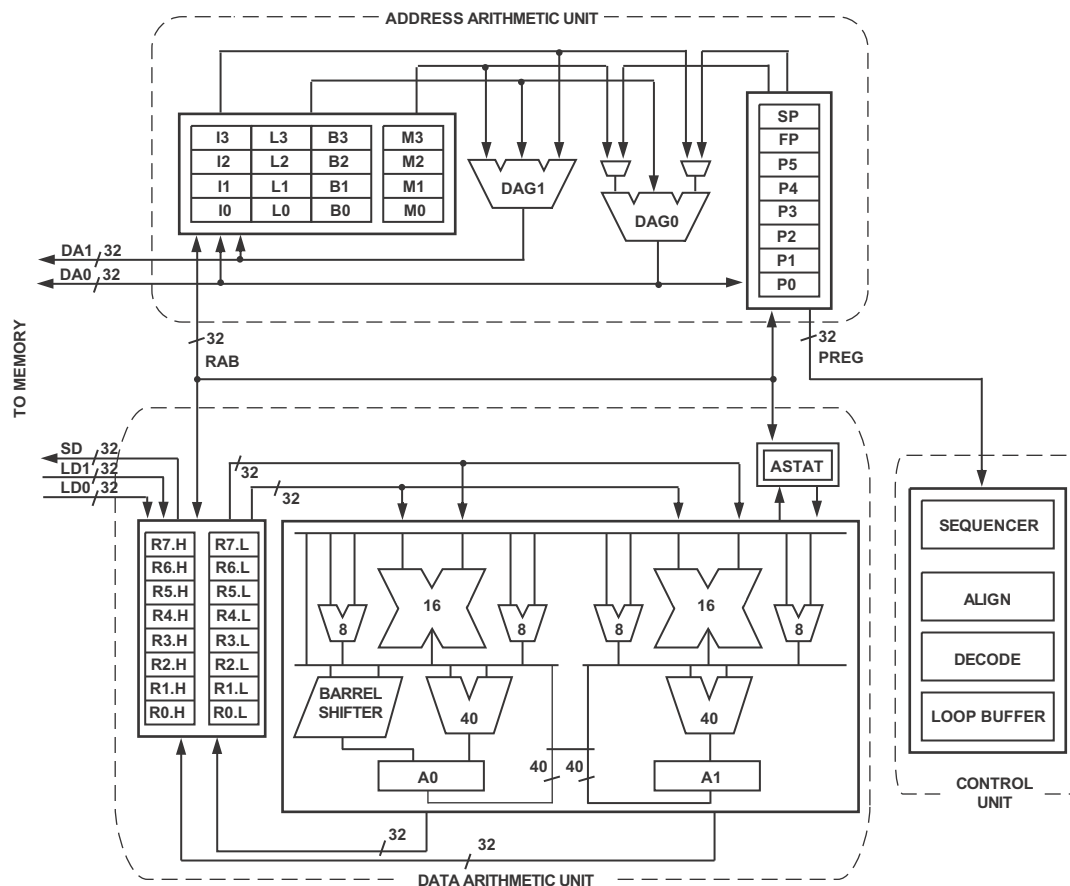 ADDRESS ARITHMETIC UNIT
I3 L3 B3 M3
I2 L2 B2 M2
I1 L1 B1 M1
I0 L0 B0 M0
DAG1
DAG0
SP
FP
P5
P4
P3
P2
P1
P0
DA1 32
DA0 32
TO MEMORY
32
RAB
32
PREG
SD 32
LD1 32
LD0 32
32
32
ASTAT
R7.H R7.L
R6.H R6.L
R5.H R5.L
R4.H R4.L
R3.H R3.L
R2.H R2.L
R1.H R1.L
R0.H R0.L
16
8 8
16
8 8
BARREL
SHIFTER
40
40
A0
40 40
A1
32
32
DATA ARITHMETIC UNIT
SEQUENCER
ALIGN
DECODE
LOOP BUFFER
CONTROL
UNIT